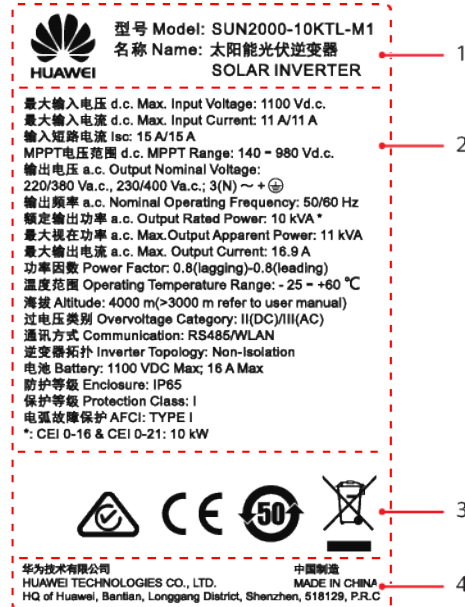 型号 Model: SUN2000-10KTL-M1
名称 Name: 太阳能光伏逆变器
SOLAR INVERTER
HUAWEI
1
最大输入电压 d.c. Max. Input Voltage: 1100 Vd.c.
最大输入电流 d.c. Max. Input Current: 11 A/11 A
输入短路电流 Isc: 15 A/15 A
2
MPPT电压范围 d.c. MPPT Range: 140 - 980 Vd.c.
输出电压 a.c. Output Nominal Voltage:
220/380 Va.c., 230/400 Va.c.; 3(N) ~ +
输出频率 a.c. Nominal Operating Frequency: 50/60 Hz
额定输出功率 a.c. Output Rated Power: 10 kVA *
最大视在功率 a.c. Max.Output Apparent Power: 11 kVA
最大输出电流 a.c. Max. Output Current: 16.9 A
功率因数 Power Factor: 0.8(lagging)-0.8(leading)
温度范围 Operating Temperature Range: - 25 - +60 ℃
海拔 Altitude: 4000 m(>3000 m refer to user manual)
过电压类别 Overvoltage Category: II(DC)/III(AC)
通讯方式 Communication: RS485/WLAN
逆变器拓扑 Inverter Topology: Non-Isolation
电池 Battery: 1100 VDC Max; 16 A Max
防护等级 Enclosure: IP65
保护等级 Protection Class: I
电弧故障保护 AFCI: TYPE I
*: CEI 0-16 & CEI 0-21: 10 kW
CE
50
3
华为技术有限公司 中国制造
HUAWEI TECHNOLOGIES CO., LTD. MADE IN CHINA
4
HQ of Huawei, Bantian, Longgang District, Shenzhen, 518129, P.R.C